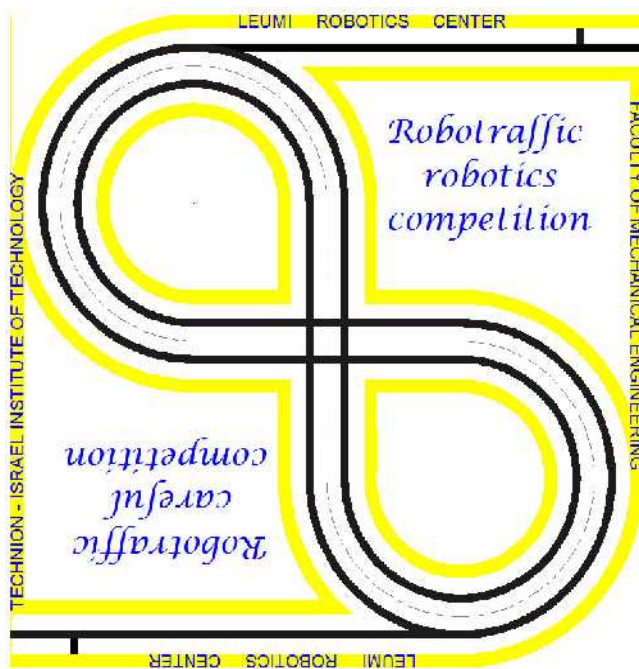 LEUMI ROBOTICS CENTER
Robotraffic
robotics
competition
FACULTY OF MECHANICAL ENGINEERING
TECHNION - ISRAEL INSTITUTE OF TECHNOLOGY
Robotraffic
careful
competition
LEUMI ROBOTICS CENTER